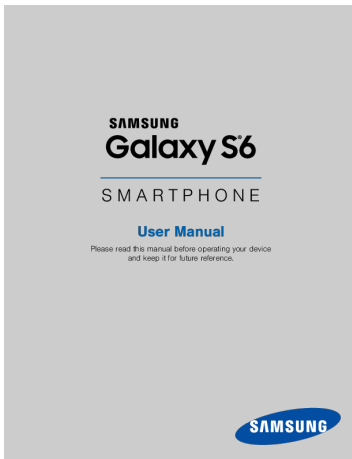 SAMSUNG
Galaxy S6
SMARTPHONE
User Manual
Please read this manual before operating your device
and keep it for future reference.
SAMSUNG